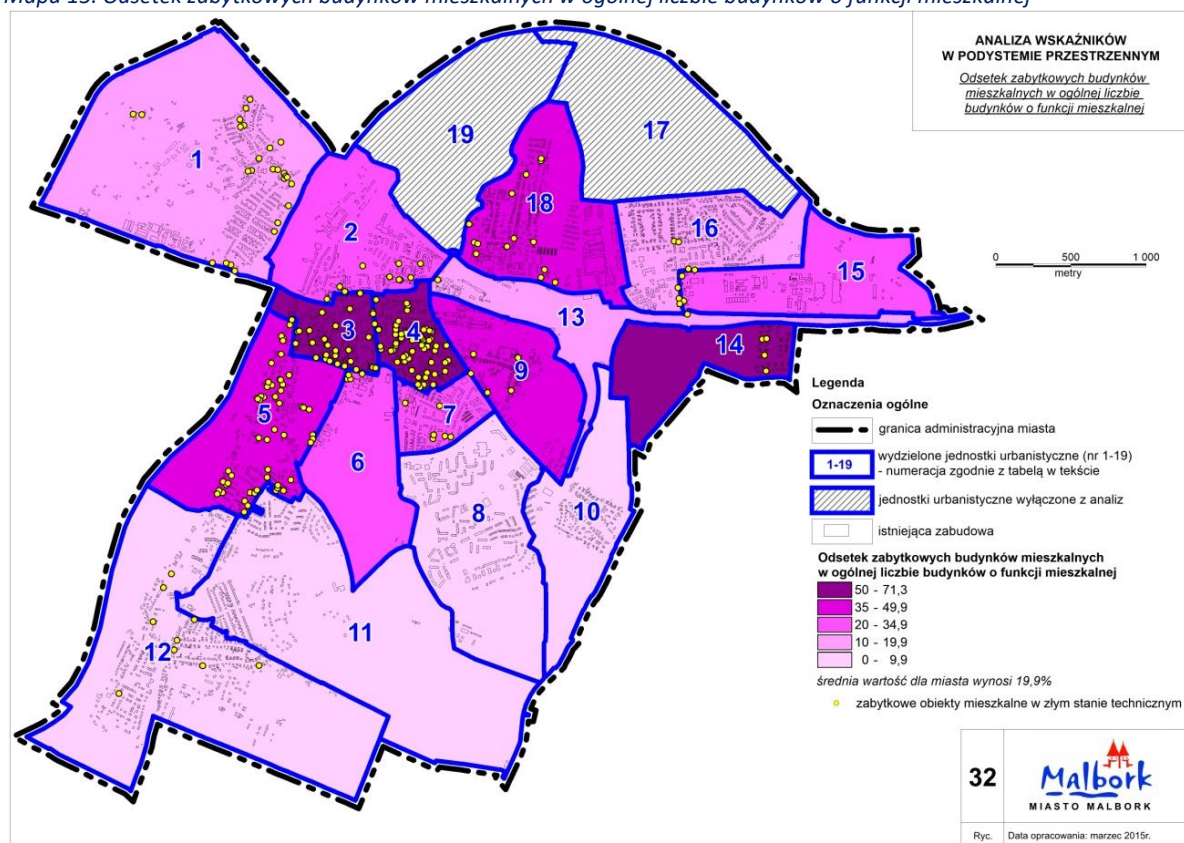 Mapa 13. Odsetek zabytkowych budynków mieszkalnych w ogólnej liczbie budynków o funkcji mieszkalnej
ANALIZA WSKAŹNIKÓW
W PODYSTEMIE PRZESTRZENNYM
Odsetek zabytkowych budynków
mieszkalnych w ogólnej liczbie
budynków o funkcji mieszkalnej
19
17
1
18
2
16
15
0 500 1 000
metry
13
3
4
14
9
5
7
6
8
10
11
12
Legenda
Oznaczenia ogólne
granica administracyjna miasta
1-19
wydzielone jednostki urbanistyczne (nr 1-19)
- numeracja zgodnie z tabelą w tekście
jednostki urbanistyczne wyłączone z analiz
istniejąca zabudowa
Odsetek zabytkowych budynków mieszkalnych
w ogólnej liczbie budynków o funkcji mieszkalnej
50 - 71,3
35 - 49,9
20 - 34,9
10 - 19,9
0 - 9,9
średnia wartość dla miasta wynosi 19,9%
zabytkowe obiekty mieszkalne w złym stanie technicznym
32
Malbork
MIASTO MALBORK
Ryc.
Data opracowania: marzec 2015r.